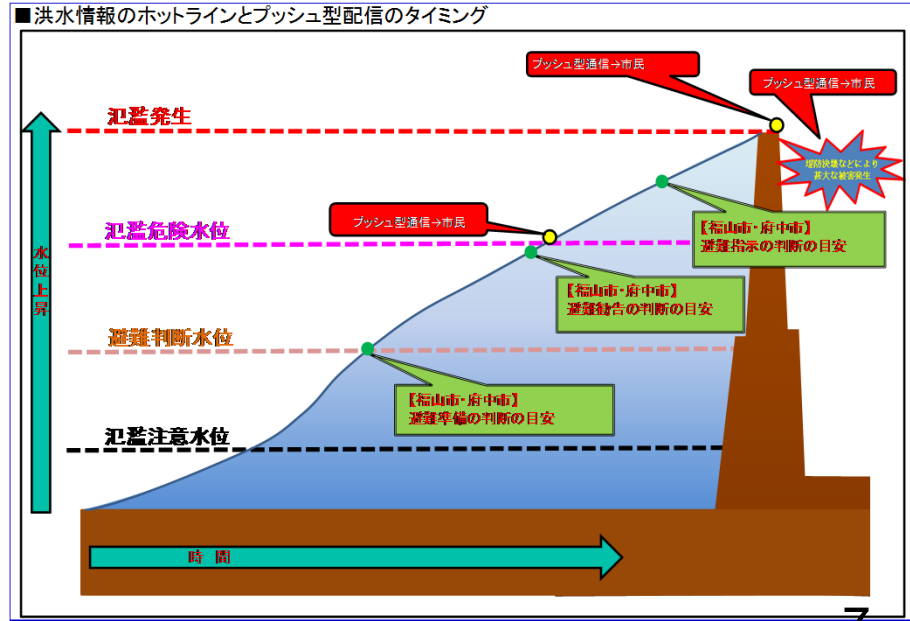 ■洪水情報のホットラインとプッシュ型配信のタイミング
プッシュ型通信→市民
プッシュ型通信→市民
氾濫発生
堤防決壊などにより
甚大な被害発生
【福山市・府中市】
避難指示の判断の目安
プッシュ型通信→市民
氾濫危険水位
【福山市・府中市】
避難勧告の判断の目安
水位上昇
避難判断水位
【福山市・府中市】
避難準備の判断の目安
氾濫注意水位
時間